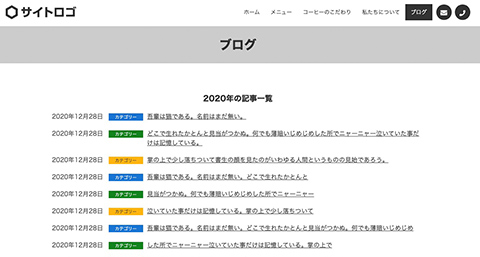 サイトロゴ
ホーム メニュー コーヒーのこだわり 私たちについて ブログ
ブログ
2020年の記事一覧
2020年12月28日 カテゴリー 吾輩は猫である。名前はまだ無い。
2020年12月28日 カテゴリー どこで生れたかとんと見当がつかぬ。何でも薄暗いじめじめした所でニャーニャー泣いていた事だ
けは記憶している。
2020年12月28日 カテゴリー 掌の上で少し落ちついて書生の顔を見たのがいわゆる人間というものの見始であろう。
2020年12月28日 カテゴリー 吾輩は猫である。名前はまだ無い。どこで生れたかとんと
2020年12月28日 カテゴリー 見当がつかぬ。何でも薄暗いじめじめした所でニャーニャー
2020年12月28日 カテゴリー 泣いていた事だけは記憶している。掌の上で少し落ちついて
2020年12月28日 カテゴリー 吾輩は猫である。名前はまだ無い。どこで生れたかとんと見当がつかぬ。何でも薄暗いじめじめ
2020年12月28日 カテゴリー した所でニャーニャー泣いていた事だけは記憶している。掌の上で